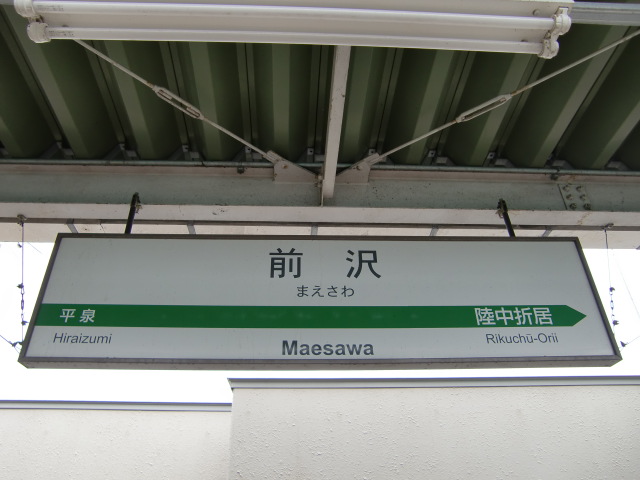 前沢
まえさわ
平泉
陸中折居
Hiraizumi
Maesawa
Rikuchū-Orii